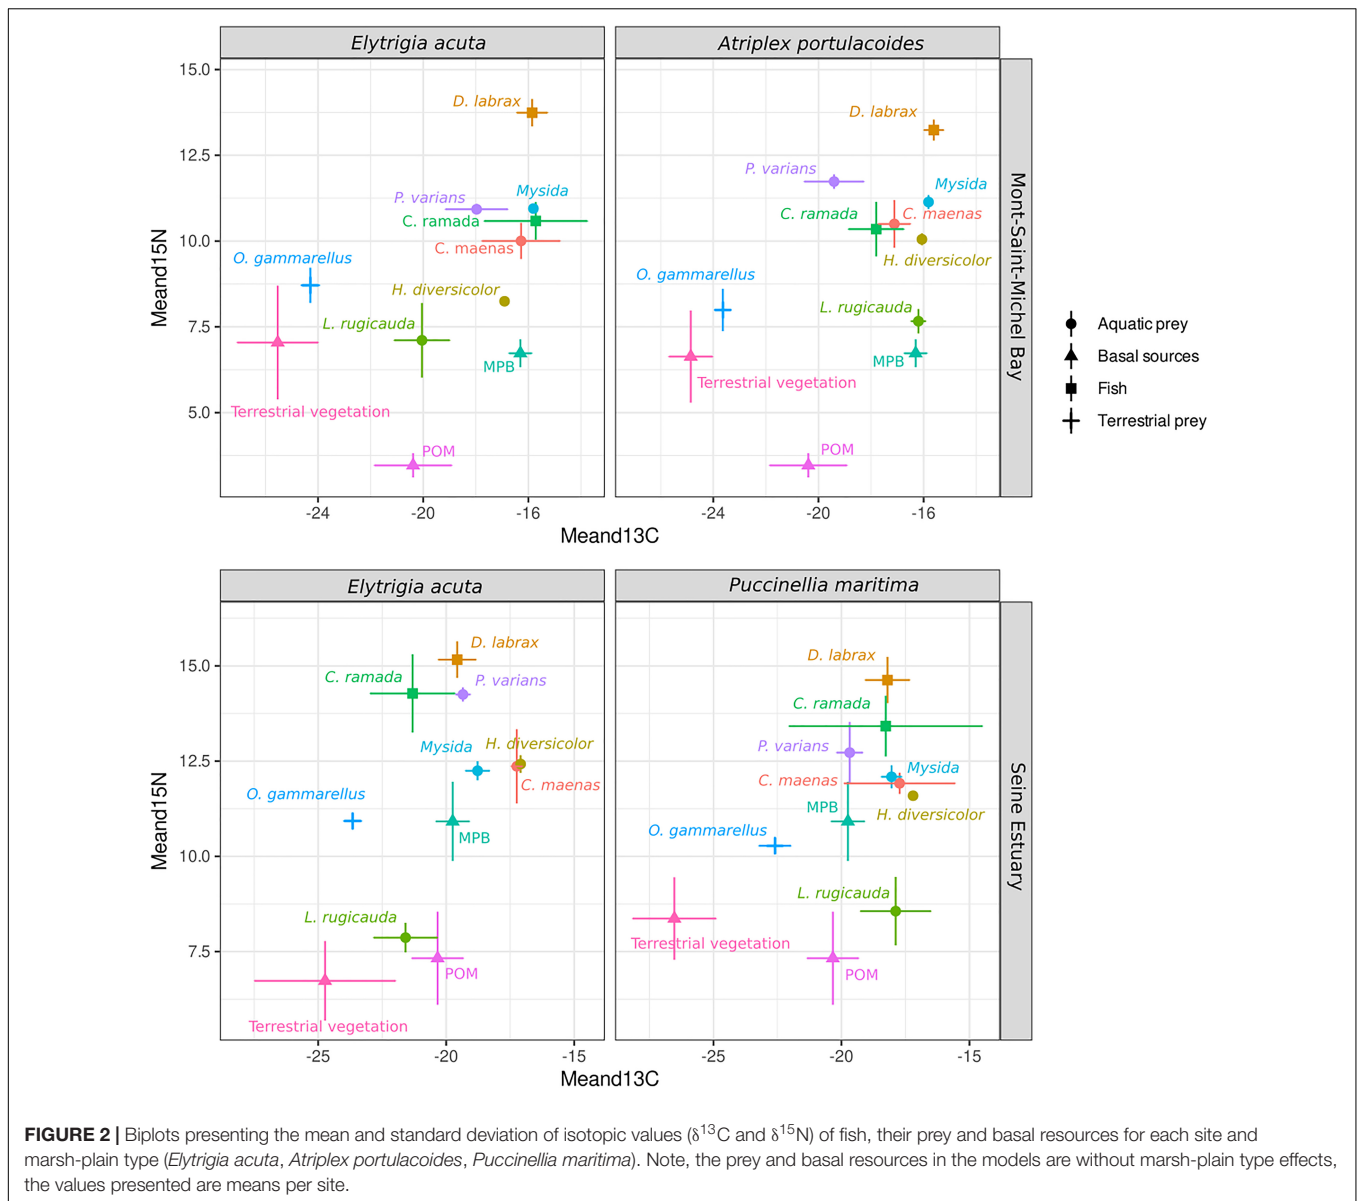 Elytrigia acuta
Atriplex portulacoides
Mont-Saint-Michel Bay
Meand15N
15.0
12.5
10.0
7.5
5.0
D. labrax
P. varians
Mysida
C. ramada
C. maenas
O. gammarellus
H. diversicolor
L. rugicauda
MPB
Terrestrial vegetation
POM
-24
-20
-16
D. labrax
P. varians
Mysida
C. ramada
C. maenas
H. diversicolor
O. gammarellus
L. rugicauda
MPB
Terrestrial vegetation
POM
-24
-20
-16
Meand13C
Aquatic prey
Basal sources
Fish
Terrestrial prey
Elytrigia acuta
Puccinellia maritima
Seine Estuary
Meand15N
15.0
12.5
10.0
7.5
D. labrax
C. ramada
P. varians
Mysida
H. diversicolor
C. maenas
O. gammarellus
MPB
L. rugicauda
POM
Terrestrial vegetation
-25
-20
-15
D. labrax
C. ramada
P. varians
Mysida
C. maenas
MPB
H. diversicolor
O. gammarellus
L. rugicauda
Terrestrial vegetation
POM
-25
-20
-15
Meand13C
FIGURE 2 | Biplots presenting the mean and standard deviation of isotopic values (δ13C and δ15N) of fish, their prey and basal resources for each site and
marsh-plain type (Elytrigia acuta, Atriplex portulacoides, Puccinellia maritima). Note, the prey and basal resources in the models are without marsh-plain type effects,
the values presented are means per site.